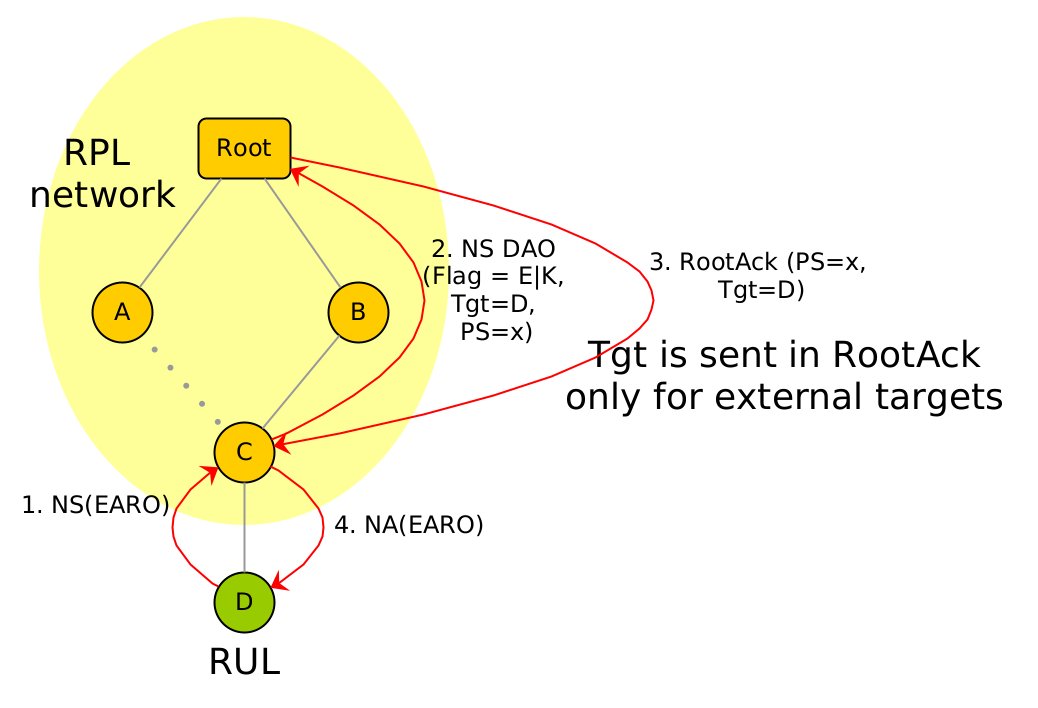 Root
RPL
network
2. NS DAO
(Flag = E|K,
Tgt=D,
PS=x)
3. RootAck (PS=x,
Tgt=D)
A
B
Tgt is sent in RootAck
only for external targets
C
1. NS(EARO)
4. NA(EARO)
D
RUL